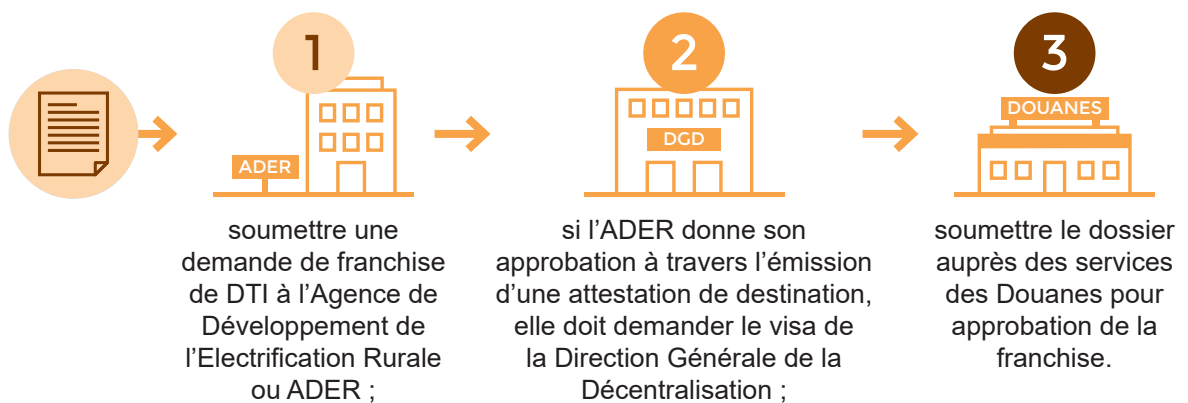 1
ADER
soumettre une
demande de franchise
de DTI à l’Agence de
Développement de
l’Electrification Rurale
ou ADER ;
2
DGD
si l’ADER donne son
approbation à travers l’émission
d’une attestation de destination,
elle doit demander le visa de
la Direction Générale de la
Décentralisation ;
3
DOUANES
soumettre le dossier
auprès des services
des Douanes pour
approbation de la
franchise.